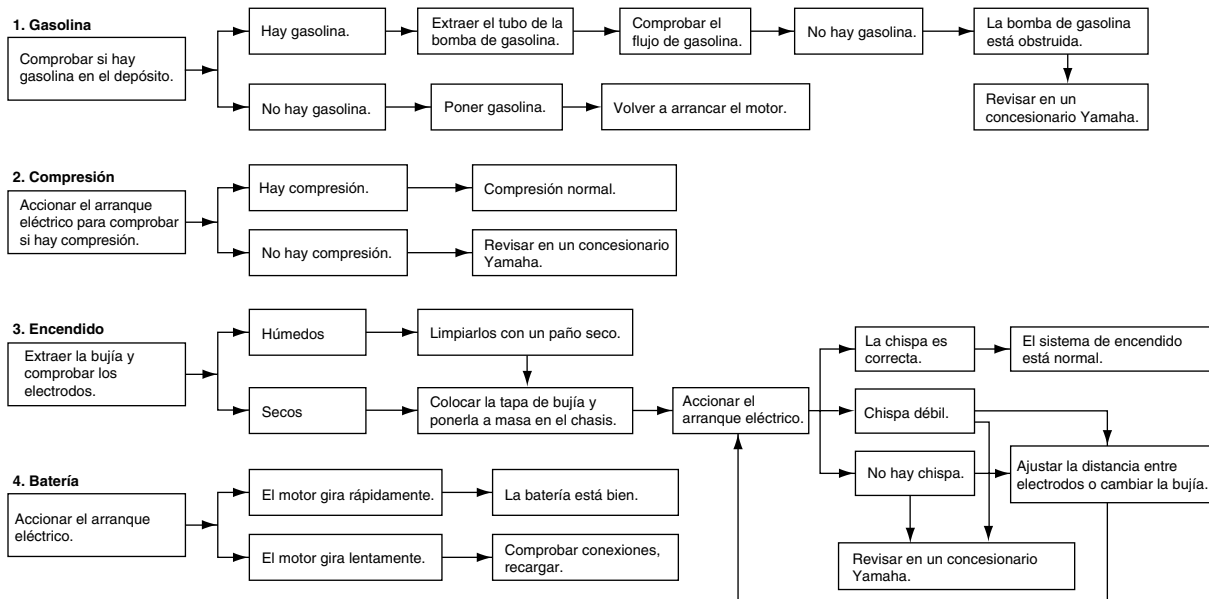 1. Gasolina
Comprobar si hay
gasolina en el depósito.
Hay gasolina.
Extraer el tubo de la
bomba de gasolina.
Comprobar el
flujo de gasolina.
No hay gasolina.
La bomba de gasolina
está obstruida.
Revisar en un
concesionario Yamaha.
No hay gasolina.
Poner gasolina.
Volver a arrancar el motor.
2. Compresión
Accionar el arranque
eléctrico para comprobar
si hay compresión.
Hay compresión.
Compresión normal.
No hay compresión.
Revisar en un concesionario
Yamaha.
3. Encendido
Extraer la bujía y
comprobar los
electrodos.
Húmedos
Limpiarlos con un paño seco.
Secos
Colocar la tapa de bujía y
ponerla a masa en el chasis.
Accionar el
arranque eléctrico.
La chispa es
correcta.
El sistema de encendido
está normal.
Chispa débil.
No hay chispa.
Ajustar la distancia entre
electrodos o cambiar la bujía.
Revisar en un concesionario
Yamaha.
4. Batería
Accionar el arranque
eléctrico.
El motor gira rápidamente.
La batería está bien.
El motor gira lentamente.
Comprobar conexiones,
recargar.